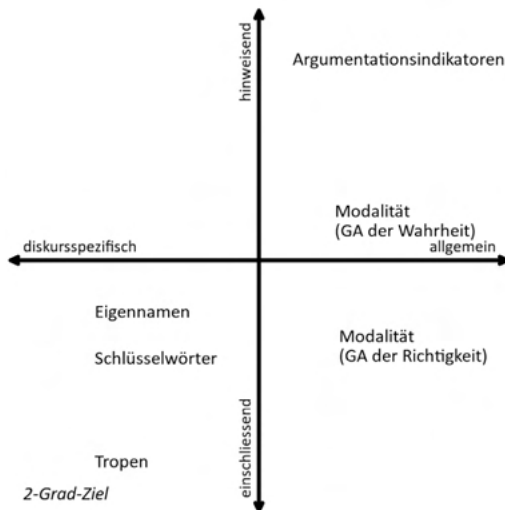 hinweisend
Argumentationsindikatoren
Modalität
(GA der Wahrheit)
diskursspezifisch
allgemein
Eigennamen
Modalität
(GA der Richtigkeit)
Schlüsselwörter
einschliessend
Tropen
2-Grad-Ziel